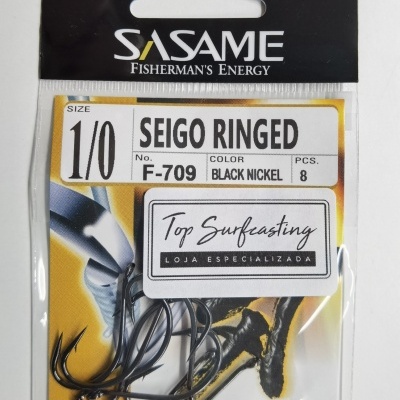 SASAME
FISHERMAN'S ENERGY
SIZE
1/0
SEIGO RINGED
No. COLOR PCS.
F-709 BLACK NICKEL 8
Top Surfcasting
LOJA ESPECIALIZADA